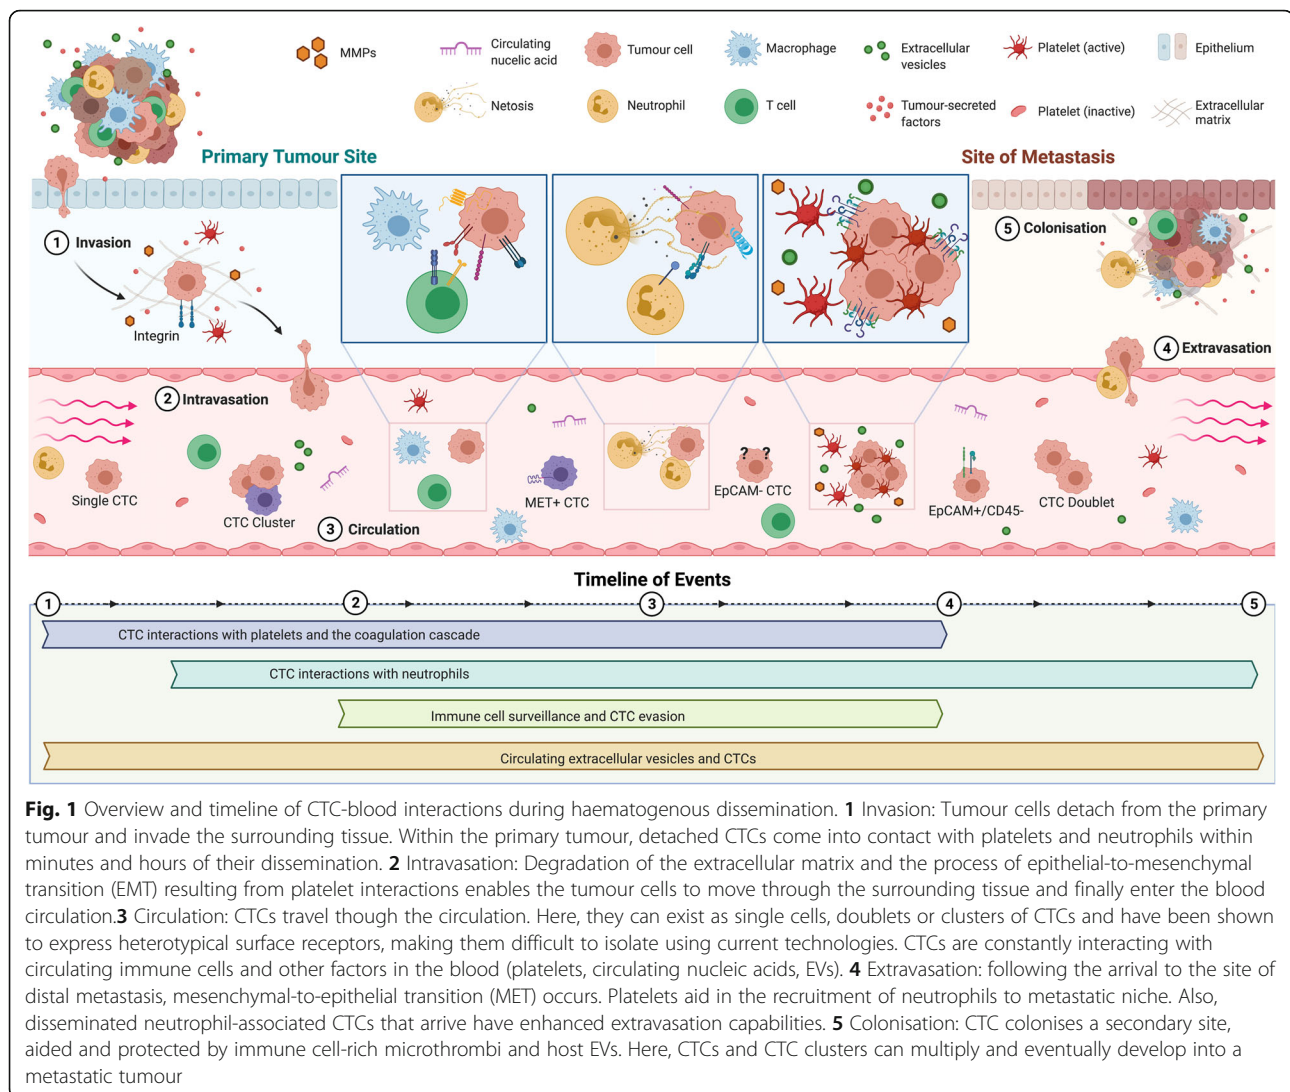 MMPs
Circulating
nucelic acid
Tumour cell
Macrophage
Extracellular
vesicles
Platelet (active)
Epithelium
Netosis
Neutrophil
T cell
Tumour-secreted
factors
Platelet (inactive)
Extracellular
matrix
Primary Tumour Site
Site of Metastasis
1 Invasion
Integrin
5 Colonisation
4 Extravasation
2 Intravasation
Single CTC
CTC Cluster
3 Circulation
MET+ CTC
? ?
EpCAM- CTC
EpCAM+/CD45-
CTC Doublet
Timeline of Events
1 2 3 4 5
CTC interactions with platelets and the coagulation cascade
CTC interactions with neutrophils
Immune cell surveillance and CTC evasion
Circulating extracellular vesicles and CTCs
Fig. 1 Overview and timeline of CTC-blood interactions during haematogenous dissemination. 1 Invasion: Tumour cells detach from the primary
tumour and invade the surrounding tissue. Within the primary tumour, detached CTCs come into contact with platelets and neutrophils within
minutes and hours of their dissemination. 2 Intravasation: Degradation of the extracellular matrix and the process of epithelial-to-mesenchymal
transition (EMT) resulting from platelet interactions enables the tumour cells to move through the surrounding tissue and finally enter the blood
circulation.3 Circulation: CTCs travel though the circulation. Here, they can exist as single cells, doublets or clusters of CTCs and have been shown
to express heterotypical surface receptors, making them difficult to isolate using current technologies. CTCs are constantly interacting with
circulating immune cells and other factors in the blood (platelets, circulating nucleic acids, EVs). 4 Extravasation: following the arrival to the site of
distal metastasis, mesenchymal-to-epithelial transition (MET) occurs. Platelets aid in the recruitment of neutrophils to metastatic niche. Also,
disseminated neutrophil-associated CTCs that arrive have enhanced extravasation capabilities. 5 Colonisation: CTC colonises a secondary site,
aided and protected by immune cell-rich microthrombi and host EVs. Here, CTCs and CTC clusters can multiply and eventually develop into a
metastatic tumour